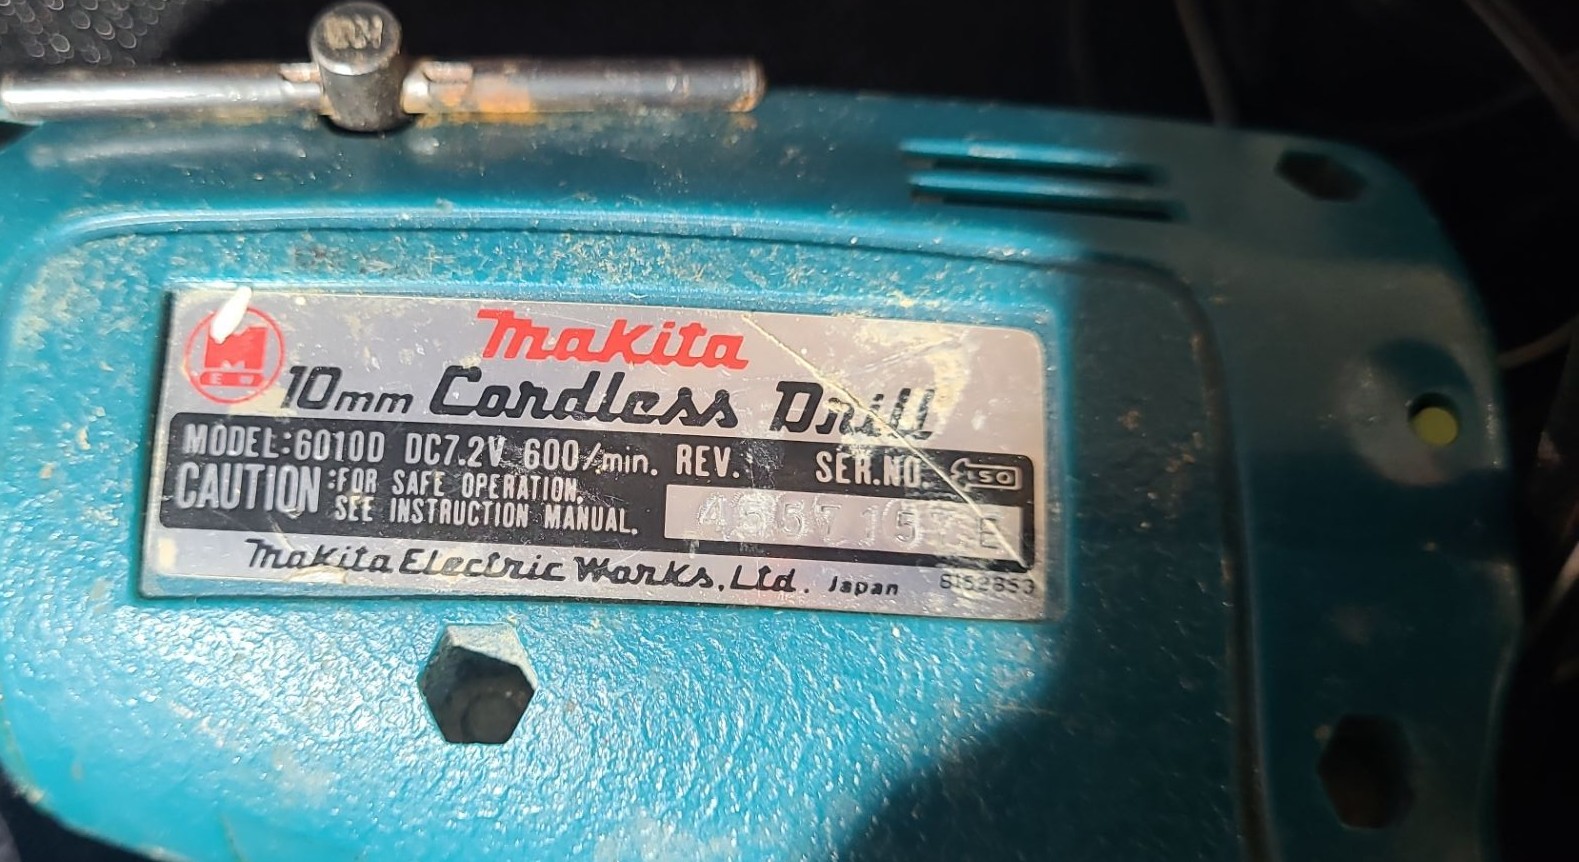 Makita
10mm Cordless Drill
MODEL:6010D DC7.2V 600/min. REV. SER.NO.
CAUTION :FOR SAFE OPERATION,
SEE INSTRUCTION MANUAL.
Makita Electric Works, Ltd. Japan 6152853